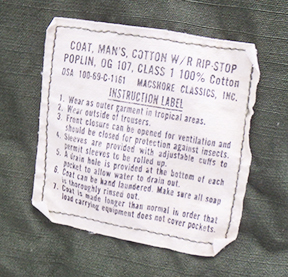 COAT, MAN'S, COTTON W/R RIP-STOP
POPLIN, OG 107, CLASS 1 100% Cotton
DSA 100-69-C-1161 MACSHORE CLASSICS, INC.
INSTRUCTION LABEL
1. Wear as outer garment in tropical areas.
2. Wear outside of trousers.
3. Front closure can be opened for ventilation and
should be closed for protection against insects.
4. Sleeves are provided with adjustable cuffs to
permit sleeves to be rolled up.
5. A drain hole is provided at the bottom of each
pocket to allow water to drain out.
6. Coat can be hand laundered. Make sure all soap
is thoroughly rinsed out.
7. Coat is made longer than normal in order that
load carrying equipment does not cover pockets.